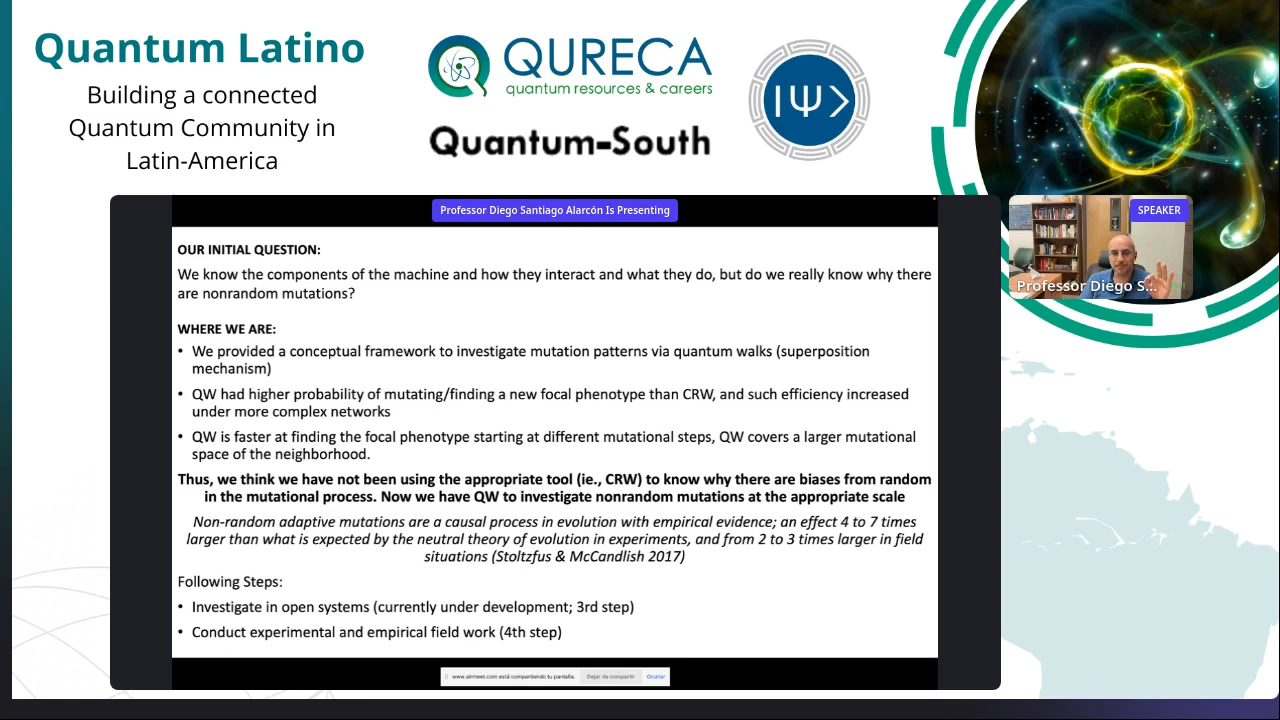 Quantum Latino
Building a connected
Quantum Community in
Latin-America
QURECA
quantum resources & careers
Quantum-South
|Ψ>
Professor Diego Santiago Alarcón Is Presenting
SPEAKER
Professor Diego S...
OUR INITIAL QUESTION:
We know the components of the machine and how they interact and what they do, but do we really know why there
are nonrandom mutations?
WHERE WE ARE:
• We provided a conceptual framework to investigate mutation patterns via quantum walks (superposition
mechanism)
• QW had higher probability of mutating/finding a new focal phenotype than CRW, and such efficiency increased
under more complex networks
• QW is faster at finding the focal phenotype starting at different mutational steps, QW covers a larger mutational
space of the neighborhood.
Thus, we think we have not been using the appropriate tool (ie., CRW) to know why there are biases from random
in the mutational process. Now we have QW to investigate nonrandom mutations at the appropriate scale
Non-random adaptive mutations are a causal process in evolution with empirical evidence; an effect 4 to 7 times
larger than what is expected by the neutral theory of evolution in experiments, and from 2 to 3 times larger in field
situations (Stoltzfus & McCandlish 2017)
Following Steps:
• Investigate in open systems (currently under development; 3rd step)
• Conduct experimental and empirical field work (4th step)
www.airmeet.com está compartiendo tu pantalla. Dejar de compartir Ocultar